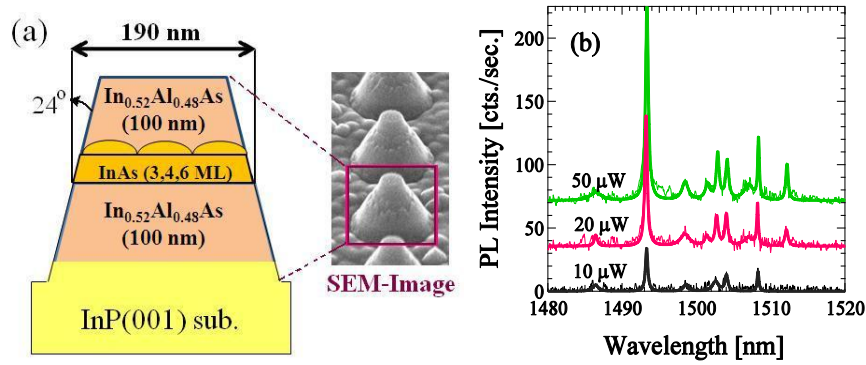 (a)
190 nm
24°
In0.52Al0.48As
(100 nm)
InAs (3,4,6 ML)
In0.52Al0.48As
(100 nm)
InP(001) sub.
SEM-Image
(b)
PL Intensity [cts./sec.]
200
150
100
50
0
50 μW
20 μW
10 μW
1480 1490 1500 1510 1520
Wavelength [nm]